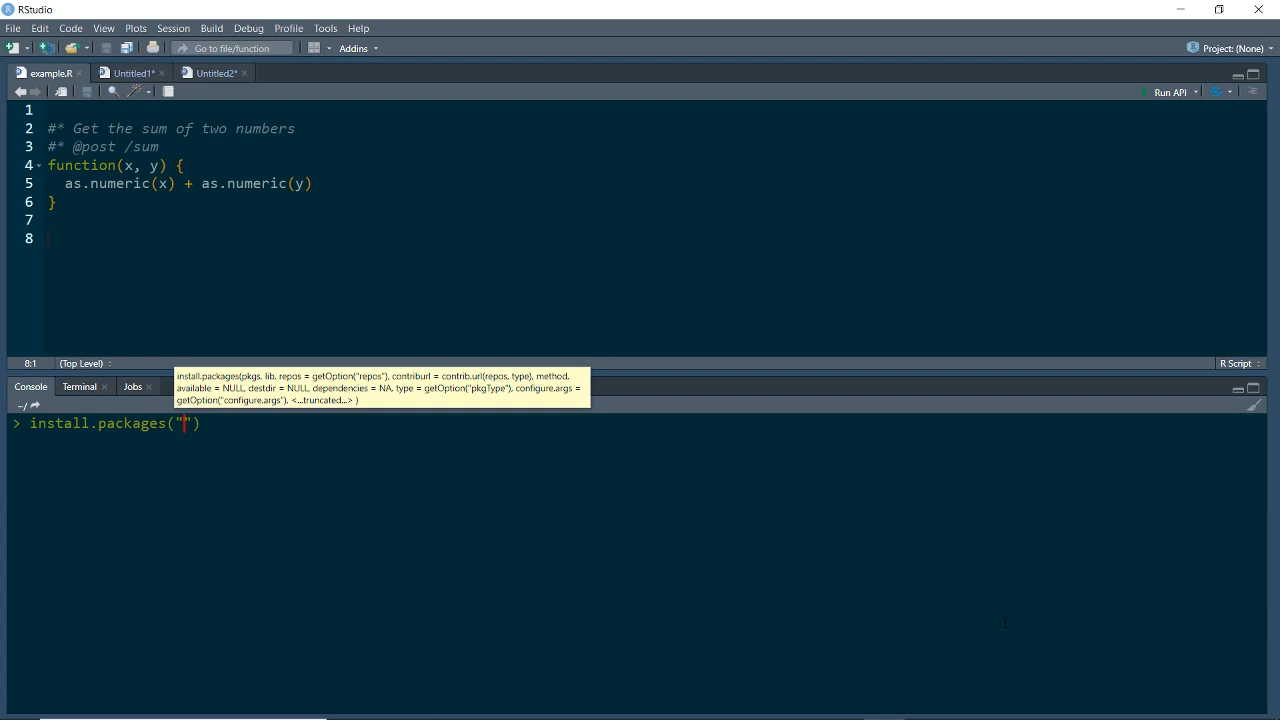 RStudio
File Edit Code View Plots Session Build Debug Profile Tools Help
Go to file/function Addins Project: (None)
example.R Untitled1* Untitled2*
Run API
1
2 #* Get the sum of two numbers
3 #* @post /sum
4 function(x, y) {
5 as.numeric(x) + as.numeric(y)
6 }
7
8
8:1 (Top Level) R Script
install.packages(pkgs, lib, repos = getOption("repos"), contriburl = contrib.url(repos, type), method,
available = NULL, destdir = NULL, dependencies = NA, type = getOption("pkgType"), configure.args =
getOption("configure.args"), <...truncated...> )
Console Terminal Jobs
~/
> install.packages("")